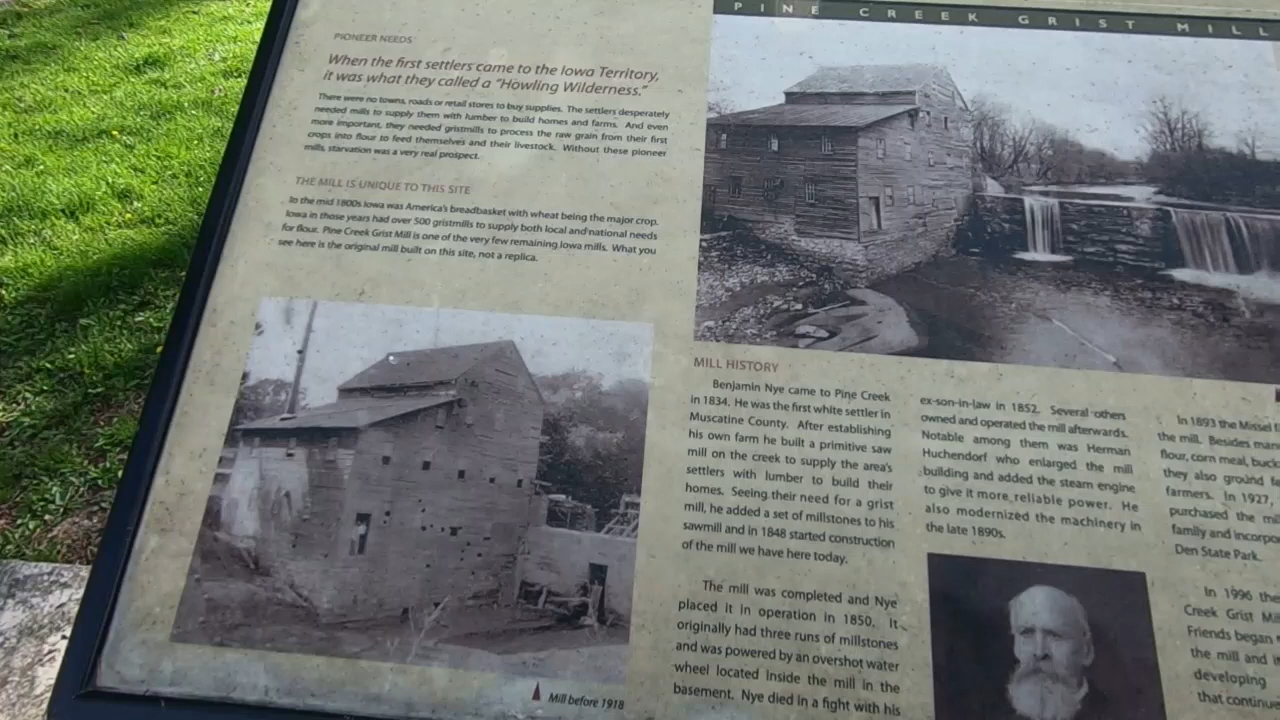 PINE CREEK GRIST MILL
PIONEER NEEDS
When the first settlers came to the Iowa Territory,
it was what they called a "Howling Wilderness."
There were no towns, roads or retail stores to buy supplies. The settlers desperately
needed mills to supply them with lumber to build homes and farms. And even
more important, they needed gristmills to process the raw grain from their first
crops into flour to feed themselves and their livestock. Without these pioneer
mills, starvation was a very real prospect.
THE MILL IS UNIQUE TO THIS SITE
In the mid 1800s Iowa was America's breadbasket with wheat being the major crop.
Iowa in those years had over 500 gristmills to supply both local and national needs
for flour. Pine Creek Grist Mill is one of the very few remaining Iowa mills. What you
see here is the original mill built on this site, not a replica.
Mill before 1918
MILL HISTORY
Benjamin Nye came to Pine Creek
in 1834. He was the first white settler in
Muscatine County. After establishing
his own farm he built a primitive saw
mill on the creek to supply the area's
settlers with lumber to build their
homes. Seeing their need for a grist
mill, he added a set of millstones to his
sawmill and in 1848 started construction
of the mill we have here today.
The mill was completed and Nye
placed it in operation in 1850. It
originally had three runs of millstones
and was powered by an overshot water
wheel located inside the mill in the
basement. Nye died in a fight with his
ex-son-in-law in 1852. Several others
owned and operated the mill afterwards.
Notable among them was Herman
Huchendorf who enlarged the mill
building and added the steam engine
to give it more reliable power. He
also modernized the machinery in
the late 1890s.
In 1893 the Missel
the mill. Besides
flour, corn meal,
they also ground
farmers. In 1927,
purchased the
family and
Den State Park.
In 1996 the
Creek Grist
Friends began
the mill and
developing
that